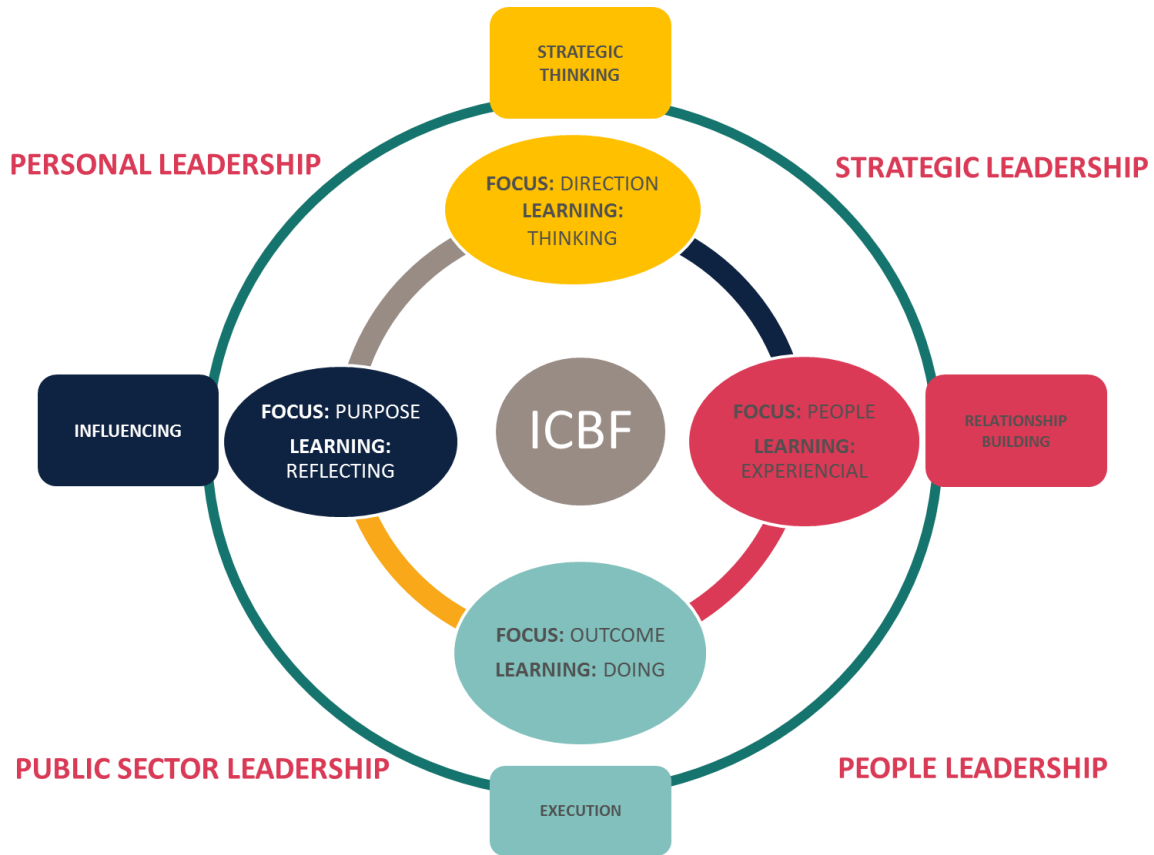 STRATEGIC
THINKING
PERSONAL LEADERSHIP
STRATEGIC LEADERSHIP
FOCUS: DIRECTION
LEARNING:
THINKING
INFLUENCING
FOCUS: PURPOSE
LEARNING:
REFLECTING
ICBF
FOCUS: PEOPLE
LEARNING:
EXPERIENCIAL
RELATIONSHIP
BUILDING
FOCUS: OUTCOME
LEARNING: DOING
PUBLIC SECTOR LEADERSHIP
PEOPLE LEADERSHIP
EXECUTION